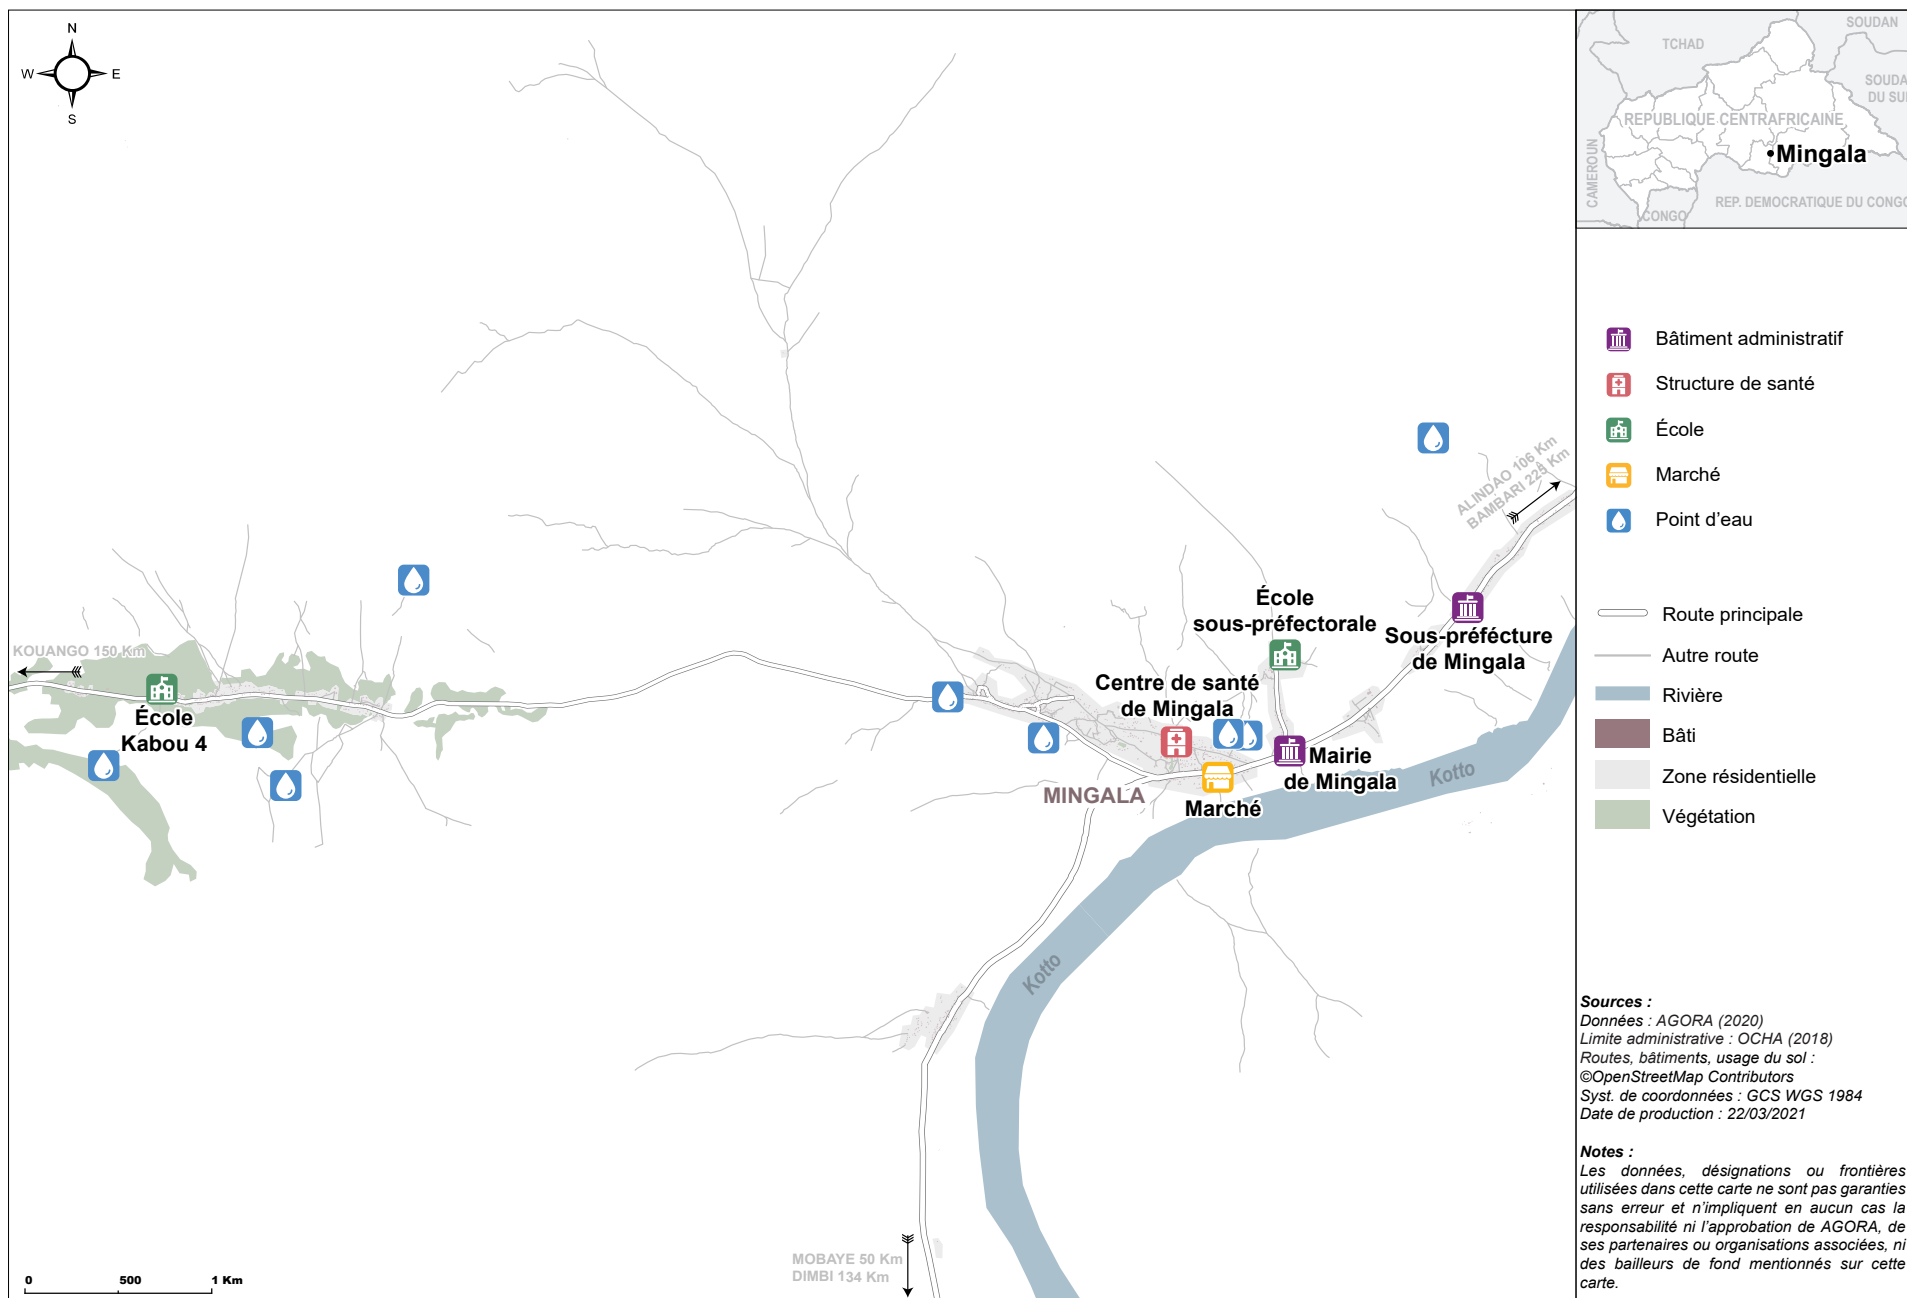 N
W
E
S
ALINDAO 106 Km
BAMBARI 225 Km
École
sous-préfectorale
Sous-préfécture
de Mingala
KOUANGO 150 Km
Centre de santé
de Mingala
École
Kabou 4
Mairie
de Mingala
Kotto
MINGALA
Marché
Kotto
MOBAYE 50 Km
DIMBI 134 Km
0 500 1 Km
SOUDAN
TCHAD
SOUDA
DU SU
REPUBLIQUE CENTRAFRICAINE
Mingala
CAMEROUN
REP. DEMOCRATIQUE DU CONGO
CONGO
Bâtiment administratif
Structure de santé
École
Marché
Point d’eau
Route principale
Autre route
Rivière
Bâti
Zone résidentielle
Végétation
Sources :
Données : AGORA (2020)
Limite administrative : OCHA (2018)
Routes, bâtiments, usage du sol :
©OpenStreetMap Contributors
Syst. de coordonnées : GCS WGS 1984
Date de production : 22/03/2021
Notes :
Les données, désignations ou frontières
utilisées dans cette carte ne sont pas garanties
sans erreur et n’impliquent en aucun cas la
responsabilité ni l’approbation de AGORA, de
ses partenaires ou organisations associées, ni
des bailleurs de fond mentionnés sur cette
carte.